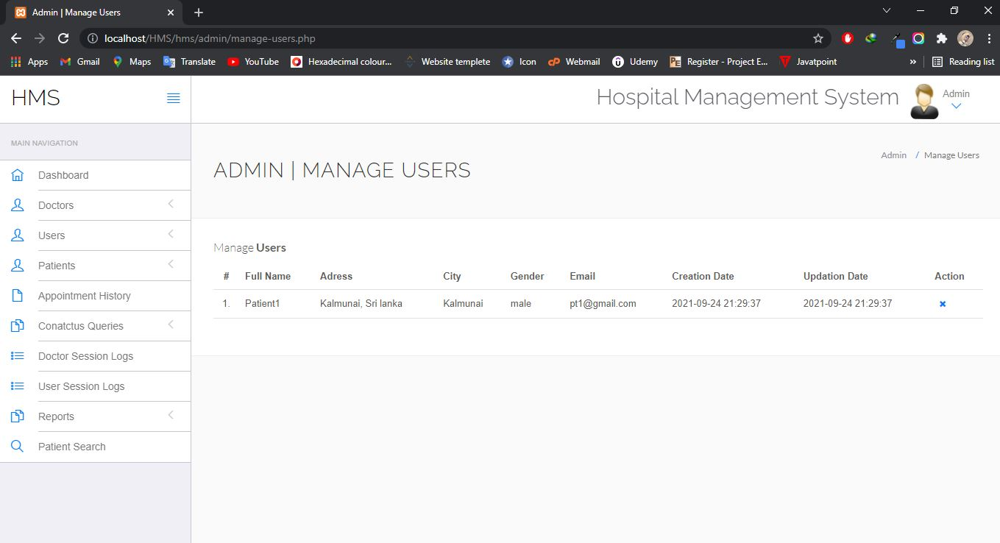 Admin | Manage Users
localhost/HMS/hms/admin/manage-users.php
Apps Gmail Maps Translate YouTube Hexadecimal colour... Website templete Icon Webmail Udemy Register - Project E... Javatpoint » Reading list
HMS
Hospital Management System
Admin
MAIN NAVIGATION
Dashboard
Doctors
Users
Patients
Appointment History
Conatctus Queries
Doctor Session Logs
User Session Logs
Reports
Patient Search
ADMIN | MANAGE USERS
Admin / Manage Users
Manage Users
# Full Name Adress City Gender Email Creation Date Updation Date Action
1. Patient1 Kalmunai, Sri lanka Kalmunai male pt1@gmail.com 2021-09-24 21:29:37 2021-09-24 21:29:37